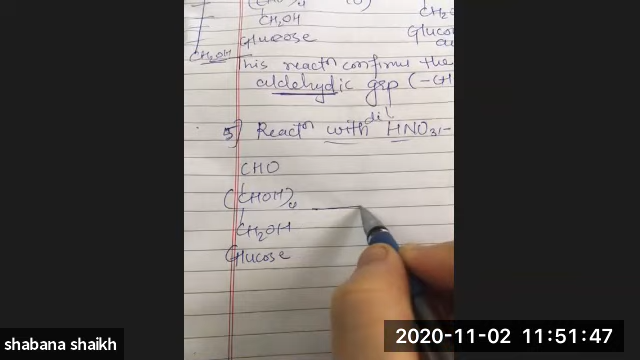 CH₂OH
CH₂OH Glucose
This reactⁿ confirms the
aldehydic grp
5] Reactⁿ with dil HNO₃:-
CHO
(CHOH)₄
CH₂OH
Glucose
shabana shaikh
2020-11-02 11:51:47